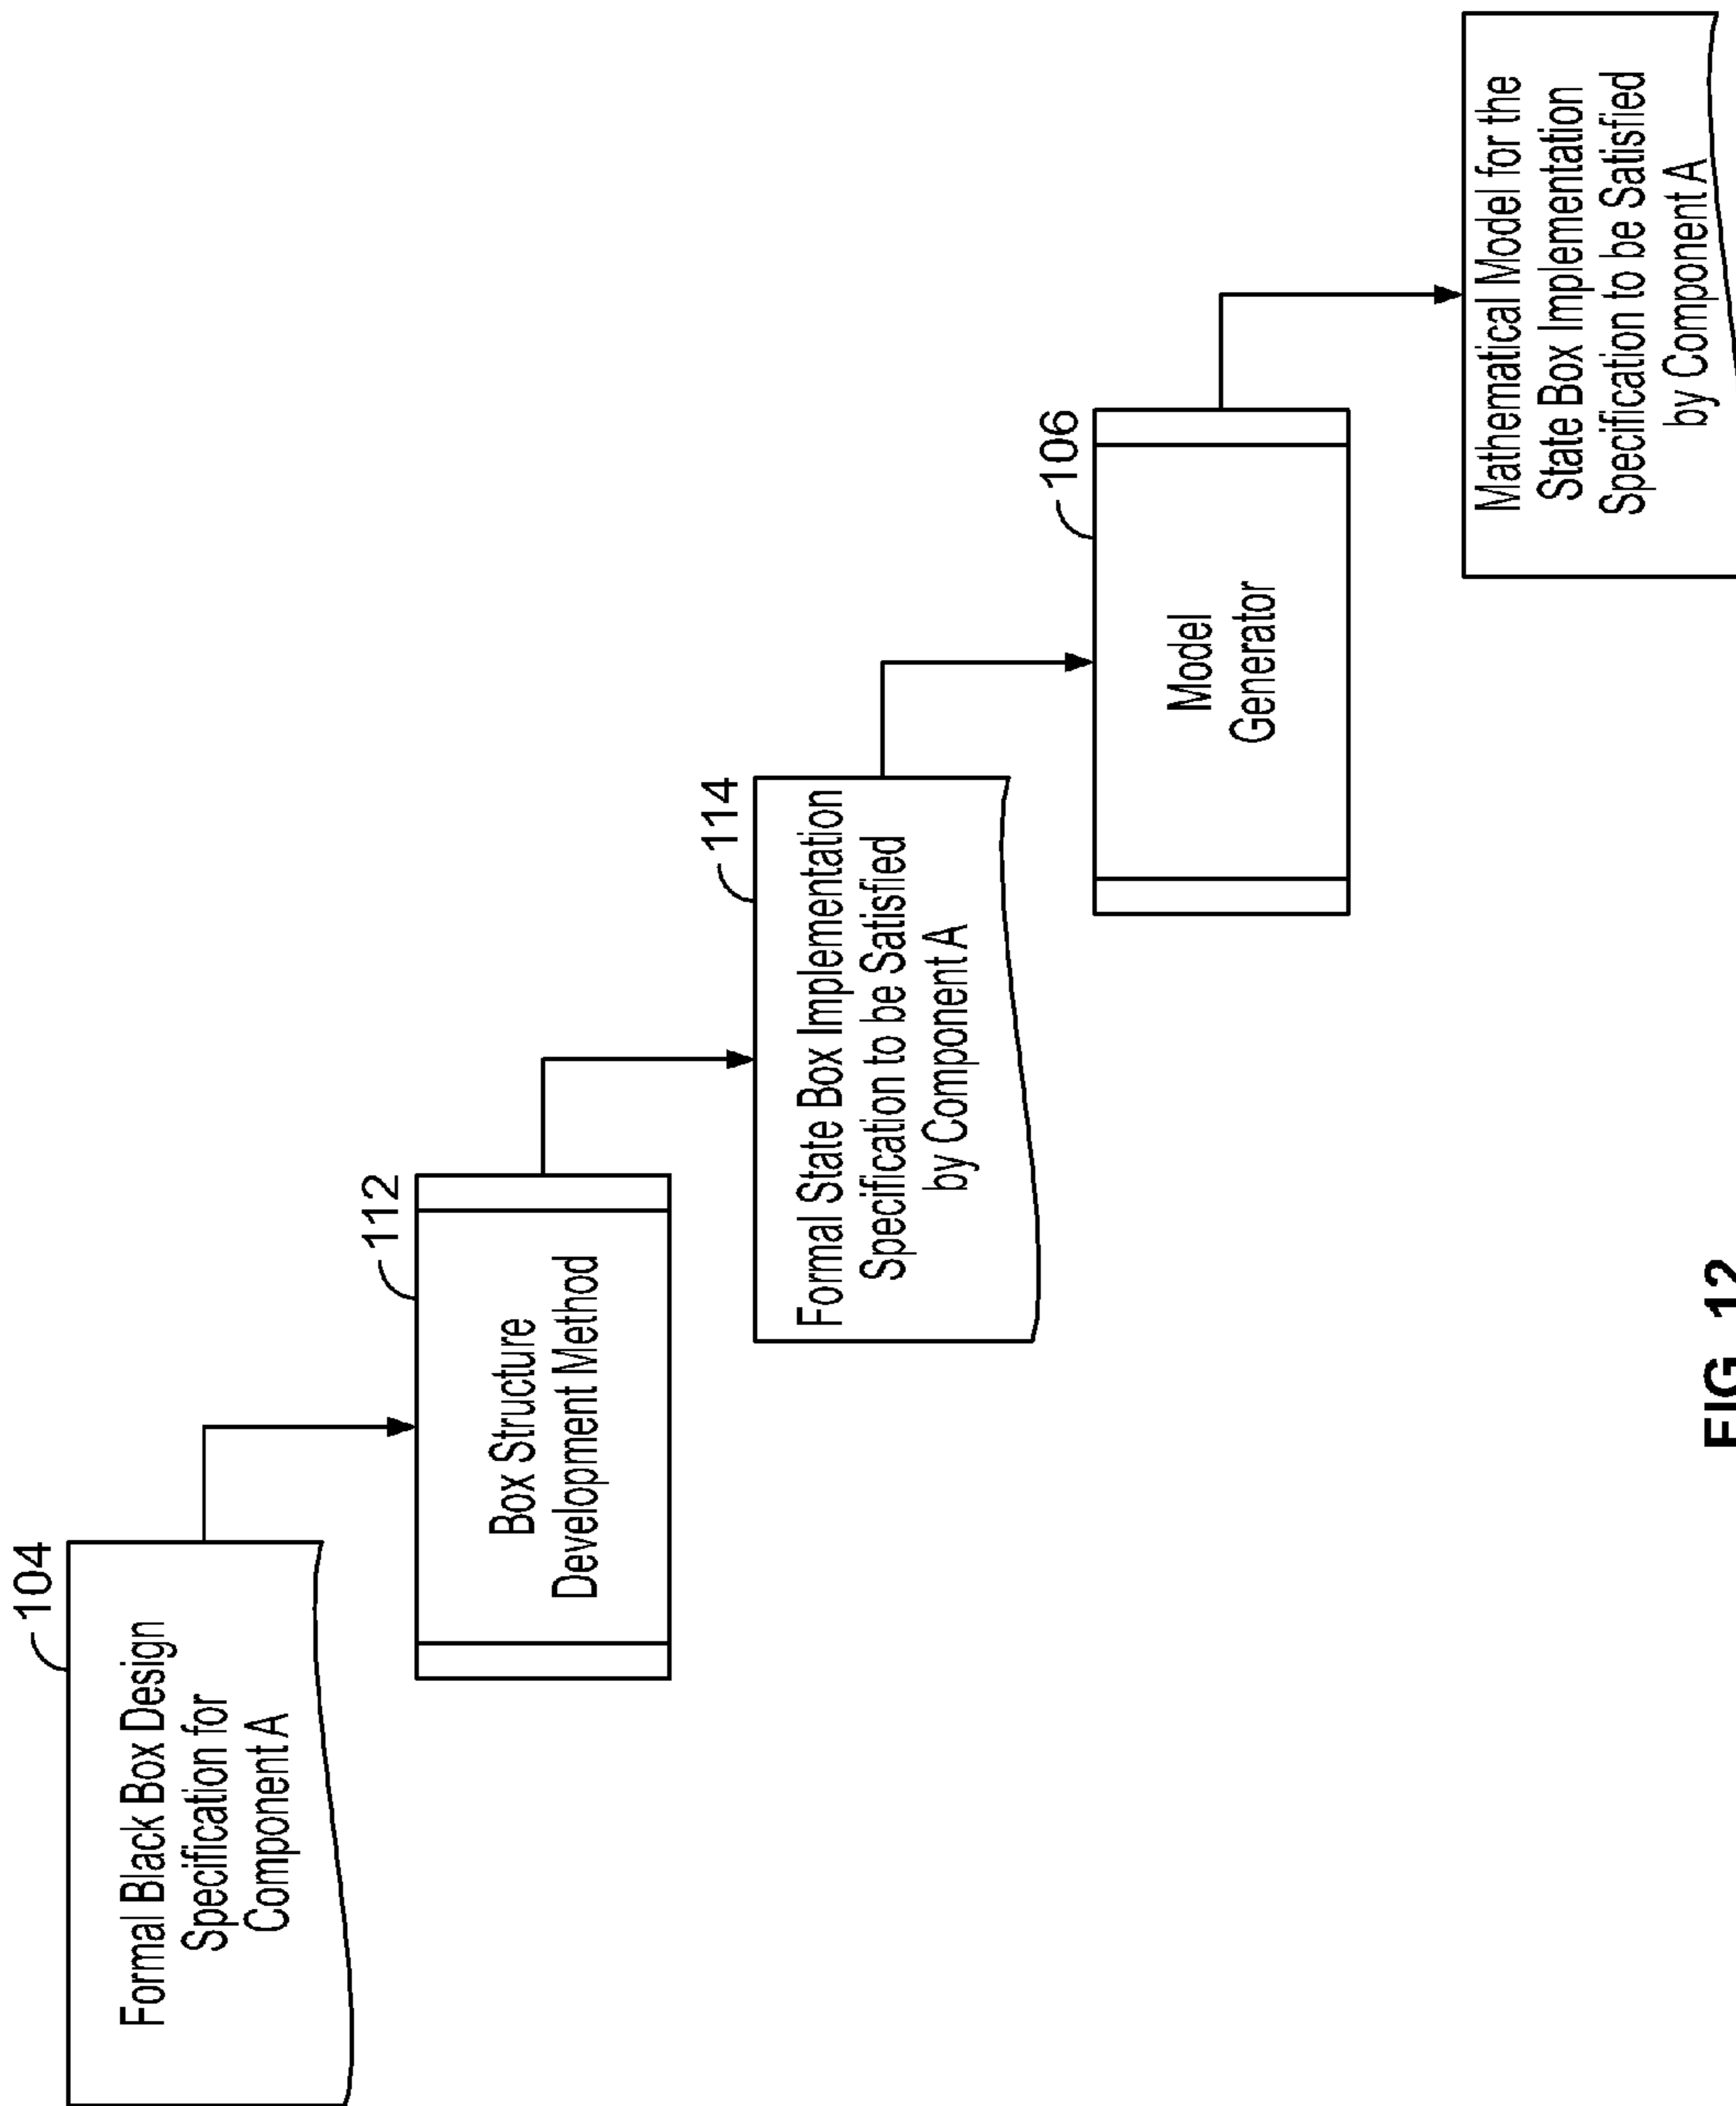 104
Formal Black Box Design
Specification for
Component A
112
Box Structure
Development Method
114
Formal State Box Implementation
Specification to be Satisfied
by Component A
106
Model
Generator
Mathematical Model for the
State Box Implementation
Specification to be Satisfied
by Component A
FIG. 12